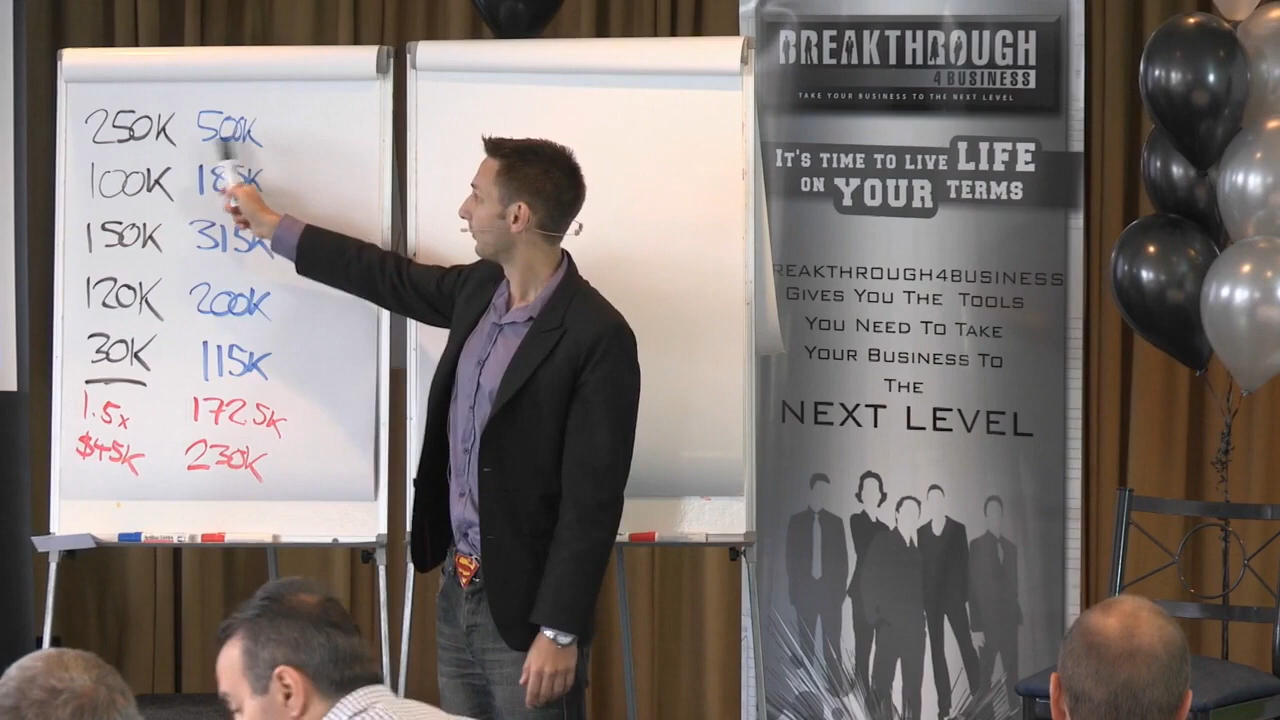 250K 500K
100K 185K
150K 315K
120K 200K
30K 115K
1.5x 172.5K
$45K 230K
BREAKTHROUGH
4 BUSINESS
TAKE YOUR BUSINESS TO THE NEXT LEVEL
IT'S TIME TO LIVE LIFE
ON YOUR TERMS
REAKTHROUGH4BUSINESS
GIVES YOU THE TOOLS
YOU NEED TO TAKE
YOUR BUSINESS TO
THE
NEXT LEVEL